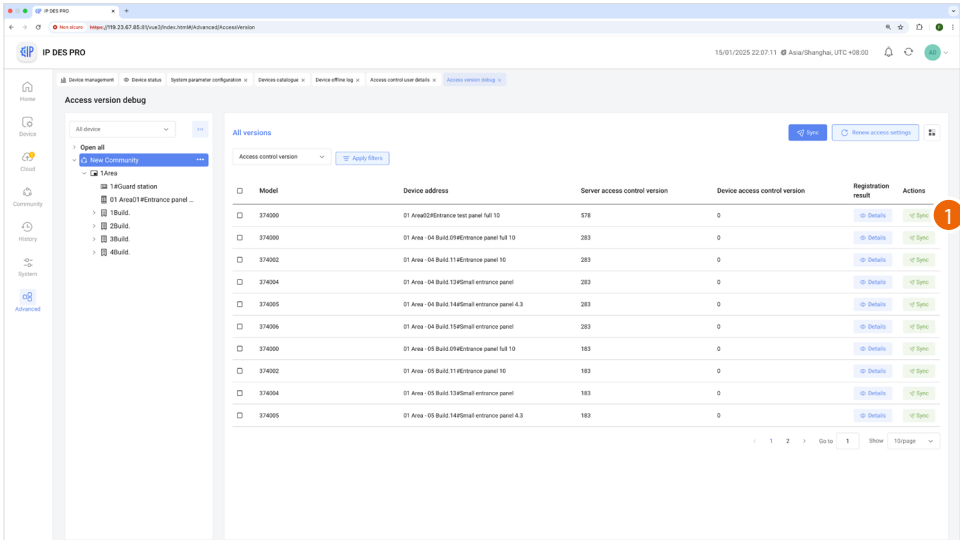 IP DES PRO
Not secure https://119.23.67.85:81/vue3/index.html#/Advanced/AccessVersion
IP DES PRO
15/01/2025 22:07:11 Asia/Shanghai, UTC +08:00
AD
Device management Device status System parameter configuration Devices catalogue Device offline log Access control user details Access version debug
Access version debug
Home
Device
Cloud
Community
History
System
Advanced
All device
Open all
New Community
1Area
1#Guard station
01 Area01#Entrance panel ...
1Build.
2Build.
3Build.
4Build.
All versions
Sync
Renew access settings
Access control version
Apply filters
Model Device address Server access control version Device access control version Registration result Actions
374000 01 Area02#Entrance test panel full 10 578 0 Details Sync
1
374000 01 Area - 04 Build.09#Entrance panel full 10 283 0 Details Sync
374002 01 Area - 04 Build.11#Entrance panel 10 283 0 Details Sync
374004 01 Area - 04 Build.13#Small entrance panel 283 0 Details Sync
374005 01 Area - 04 Build.14#Small entrance panel 4.3 283 0 Details Sync
374006 01 Area - 04 Build.15#Small entrance panel 283 0 Details Sync
374000 01 Area - 05 Build.09#Entrance panel full 10 183 0 Details Sync
374002 01 Area - 05 Build.11#Entrance panel 10 183 0 Details Sync
374004 01 Area - 05 Build.13#Small entrance panel 183 0 Details Sync
374005 01 Area - 05 Build.14#Small entrance panel 4.3 183 0 Details Sync
1 2 Go to 1 Show 10/page